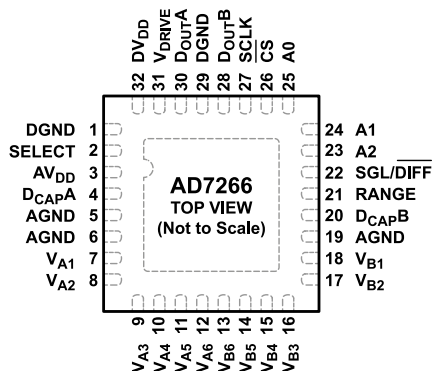 DVDD
VDRIVE
DOUTA
DGND
DOUTB
SCLK
CS
A0
32 31 30 29 28 27 26 25
DGND 1
SELECT 2
AVDD 3
DCAPA 4
AGND 5
AGND 6
VA1 7
VA2 8
AD7266
TOP VIEW
(Not to Scale)
24 A1
23 A2
22 SGL/DIFF
21 RANGE
20 DCAPB
19 AGND
18 VB1
17 VB2
9 10 11 12 13 14 15 16
VA3
VA4
VA5
VA6
VB6
VB5
VB4
VB3